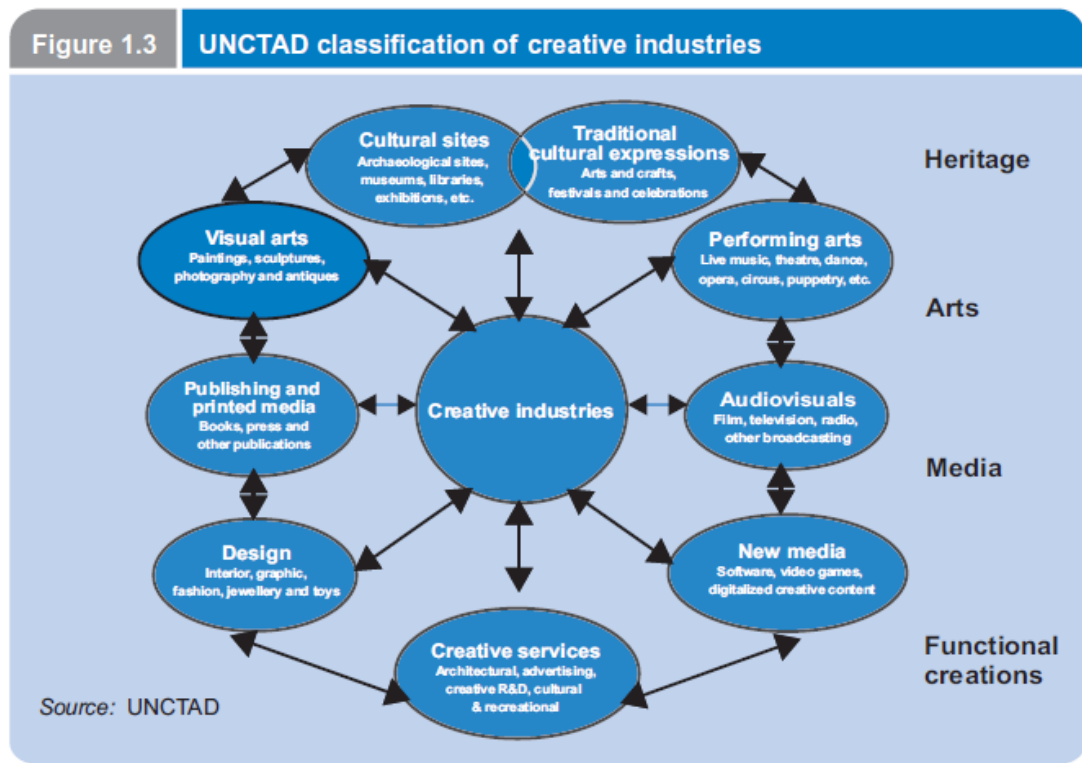 Figure 1.3
UNCTAD classification of creative industries
Cultural sites
Archaeological sites,
museums, libraries,
exhibitions, etc.
Traditional
cultural expressions
Arts and crafts,
festivals and celebrations
Heritage
Visual arts
Paintings, sculptures,
photography and antiques
Performing arts
Live music, theatre, dance,
opera, circus, puppetry, etc.
Arts
Publishing and
printed media
Books, press and
other publications
Creative industries
Audiovisuals
Film, television, radio,
other broadcasting
Media
Design
Interior, graphic,
fashion, jewellery and toys
New media
Software, video games,
digitalized creative content
Creative services
Architectural, advertising,
creative R&D, cultural
& recreational
Functional
creations
Source: UNCTAD